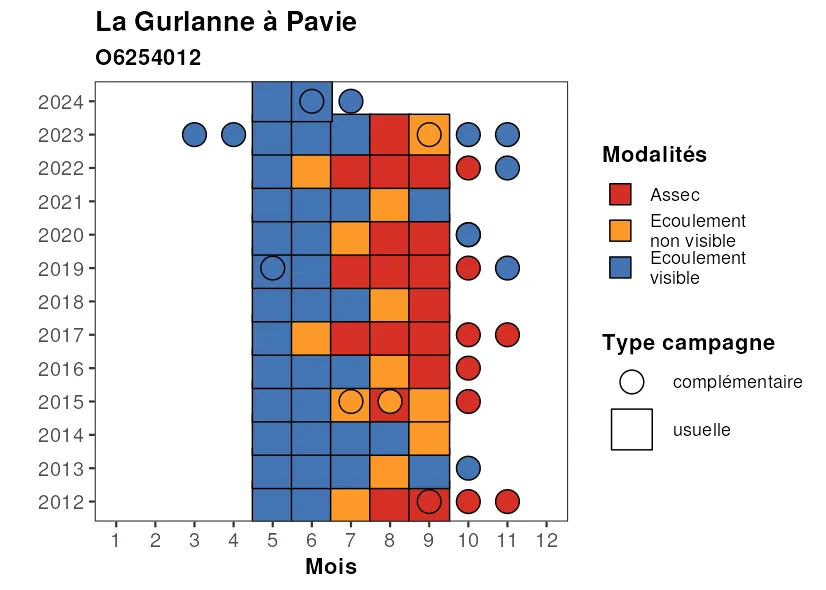 La Gurlanne à Pavie
O6254012
2024
2023
2022
2021
2020
2019
2018
2017
2016
2015
2014
2013
2012
1 2 3 4 5 6 7 8 9 10 11 12
Mois
Modalités
Assec
Ecoulement
non visible
Ecoulement
visible
Type campagne
complémentaire
usuelle